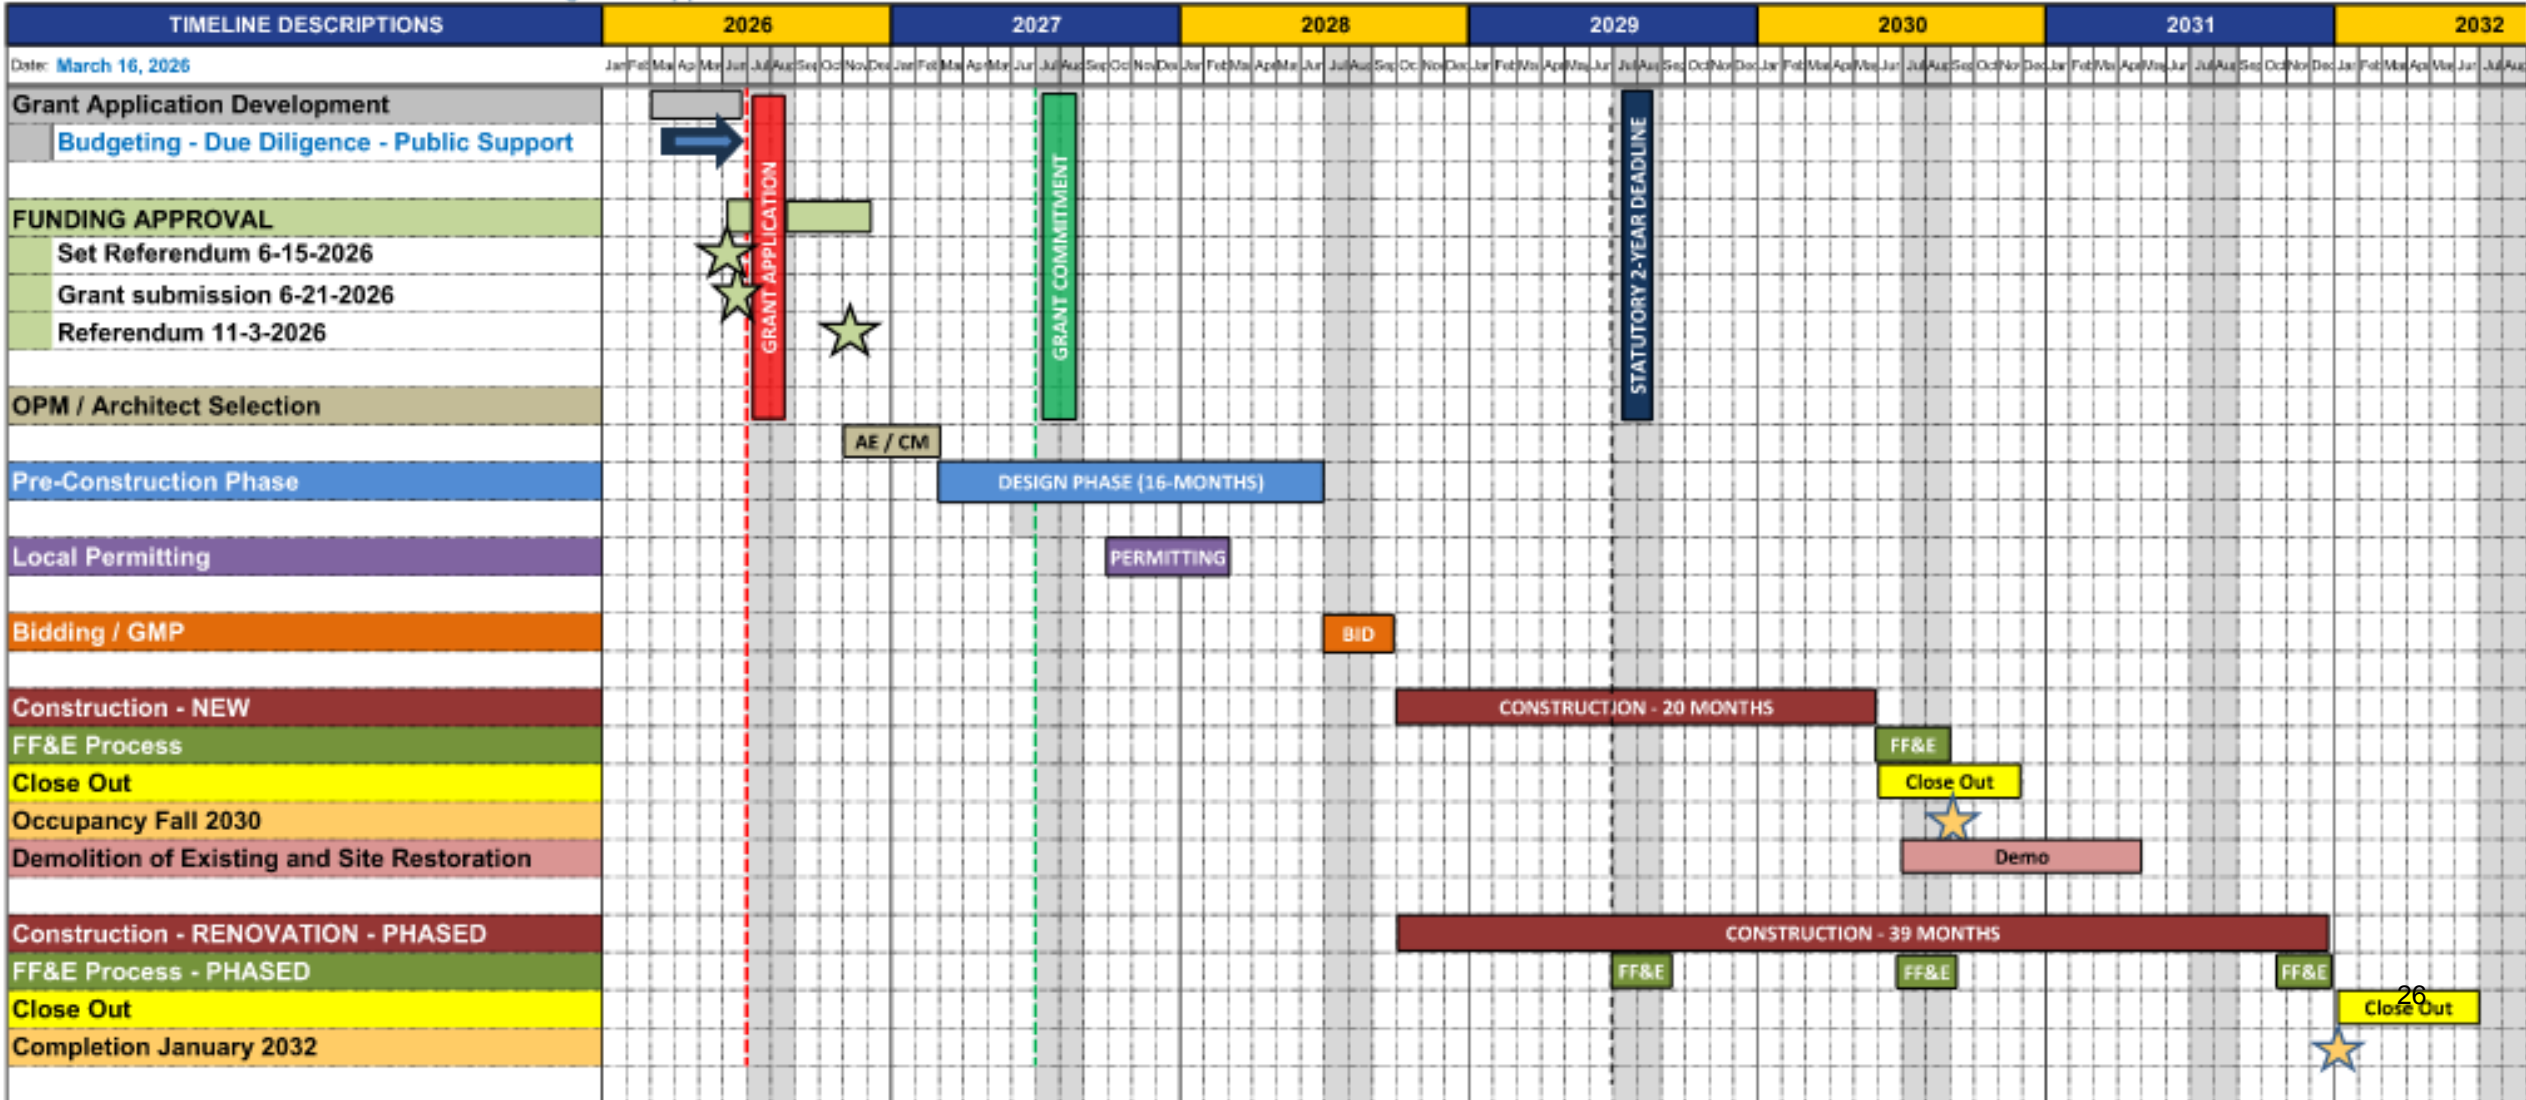 TIMELINE DESCRIPTIONS 2026 2027 2028 2029 2030 2031 2032
Date: March 16, 2026
Grant Application Development
Budgeting - Due Diligence - Public Support
FUNDING APPROVAL
Set Referendum 6-15-2026
Grant submission 6-21-2026
Referendum 11-3-2026
GRANT APPLICATION
GRANT COMMITMENT
STATUTORY 2-YEAR DEADLINE
OPM / Architect Selection
AE / CM
Pre-Construction Phase DESIGN PHASE (16-MONTHS)
Local Permitting PERMITTING
Bidding / GMP BID
Construction - NEW CONSTRUCTION - 20 MONTHS
FF&E Process FF&E
Close Out Close Out
Occupancy Fall 2030
Demolition of Existing and Site Restoration Demo
Construction - RENOVATION - PHASED CONSTRUCTION - 39 MONTHS
FF&E Process - PHASED FF&E FF&E FF&E
26
Close Out Close Out
Completion January 2032